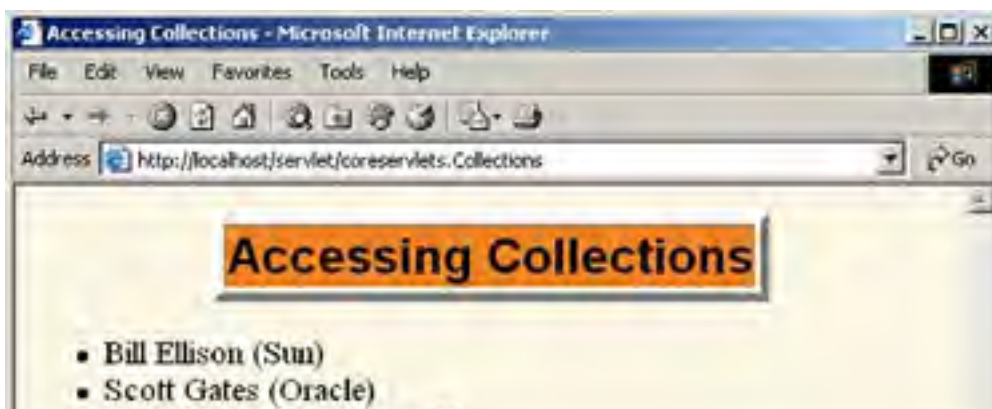 Accessing Collections - Microsoft Internet Explorer
File Edit View Favorites Tools Help
Address http://localhost/servlet/coreservlets.Collections Go
Accessing Collections
Bill Ellison (Sun)
Scott Gates (Oracle)